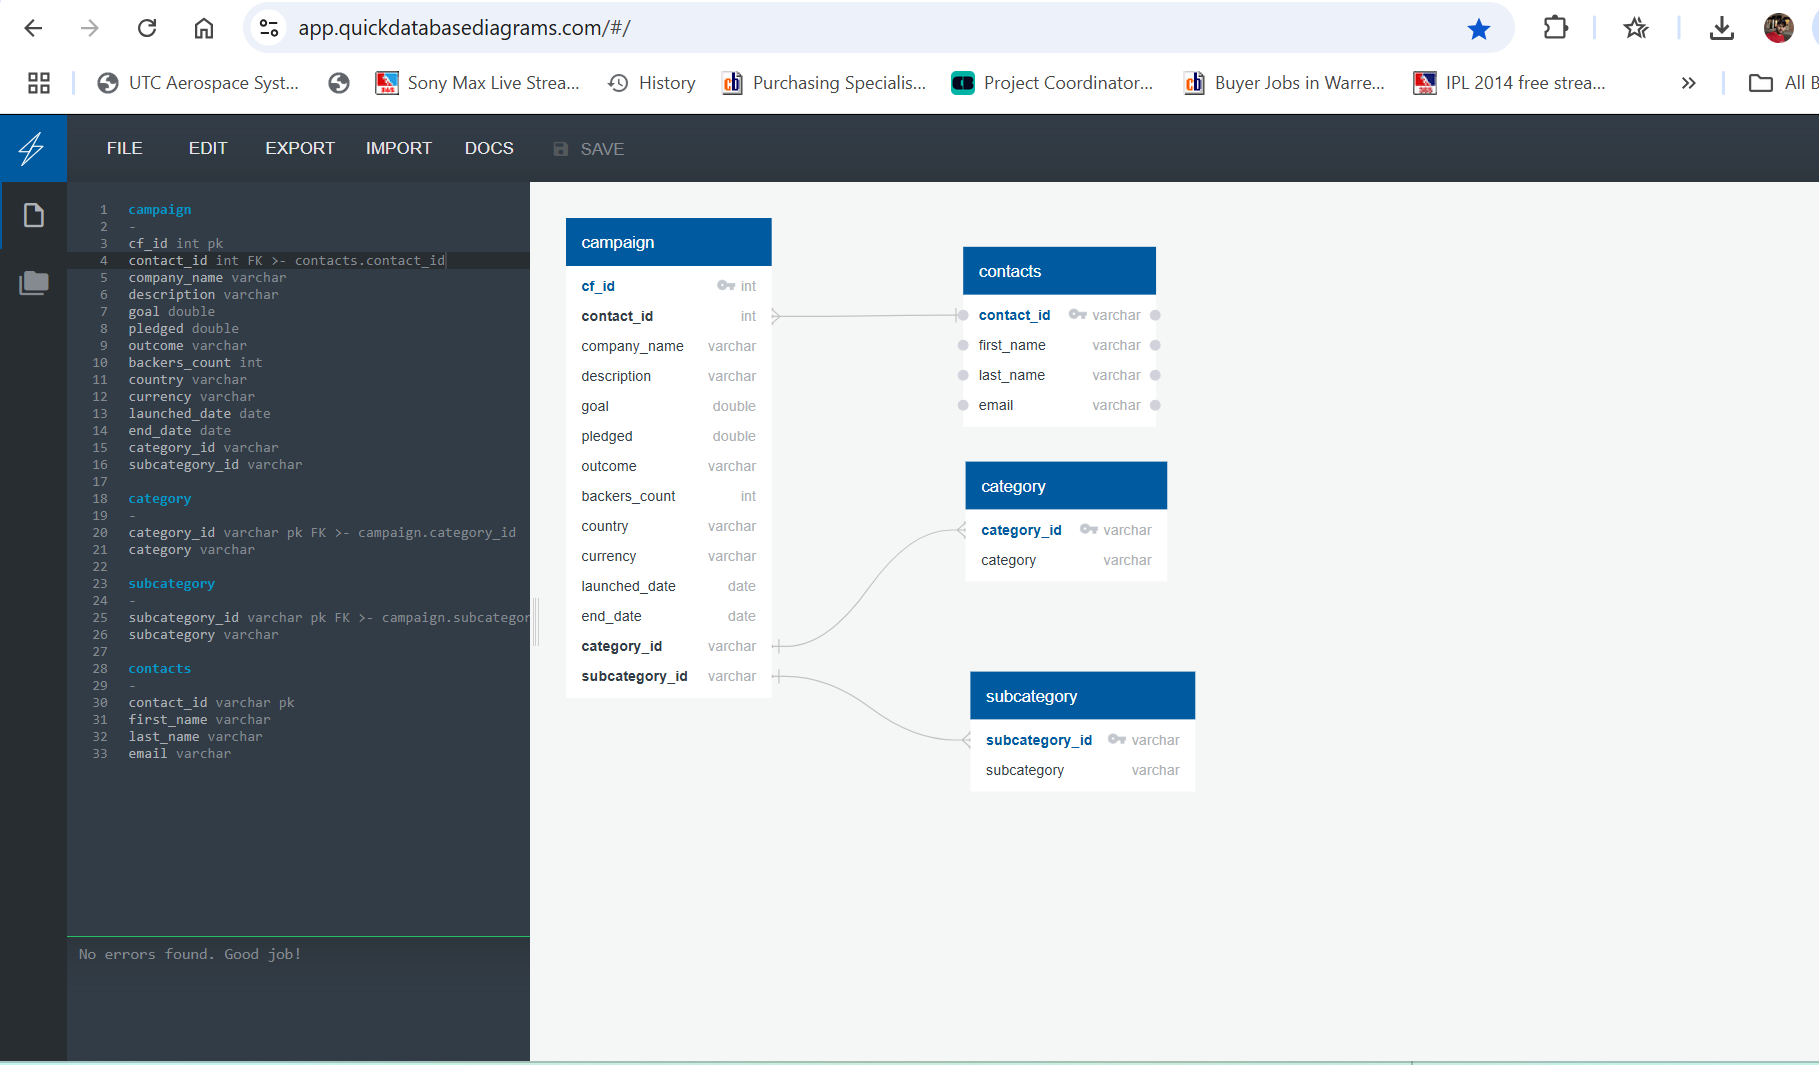 app.quickdatabasediagrams.com/#/
UTC Aerospace Syst...
Sony Max Live Strea...
History
Purchasing Specialis...
Project Coordinator...
Buyer Jobs in Warre...
IPL 2014 free strea...
All B
FILE EDIT EXPORT IMPORT DOCS SAVE
1 campaign
2 -
3 cf_id int pk
4 contact_id int FK >- contacts.contact_id
5 company_name varchar
6 description varchar
7 goal double
8 pledged double
9 outcome varchar
10 backers_count int
11 country varchar
12 currency varchar
13 launched_date date
14 end_date date
15 category_id varchar
16 subcategory_id varchar
17
18 category
19 -
20 category_id varchar pk FK >- campaign.category_id
21 category varchar
22
23 subcategory
24 -
25 subcategory_id varchar pk FK >- campaign.subcategor
26 subcategory varchar
27
28 contacts
29 -
30 contact_id varchar pk
31 first_name varchar
32 last_name varchar
33 email varchar
No errors found. Good job!
campaign
cf_id int
contact_id int
company_name varchar
description varchar
goal double
pledged double
outcome varchar
backers_count int
country varchar
currency varchar
launched_date date
end_date date
category_id varchar
subcategory_id varchar
contacts
contact_id varchar
first_name varchar
last_name varchar
email varchar
category
category_id varchar
category varchar
subcategory
subcategory_id varchar
subcategory varchar